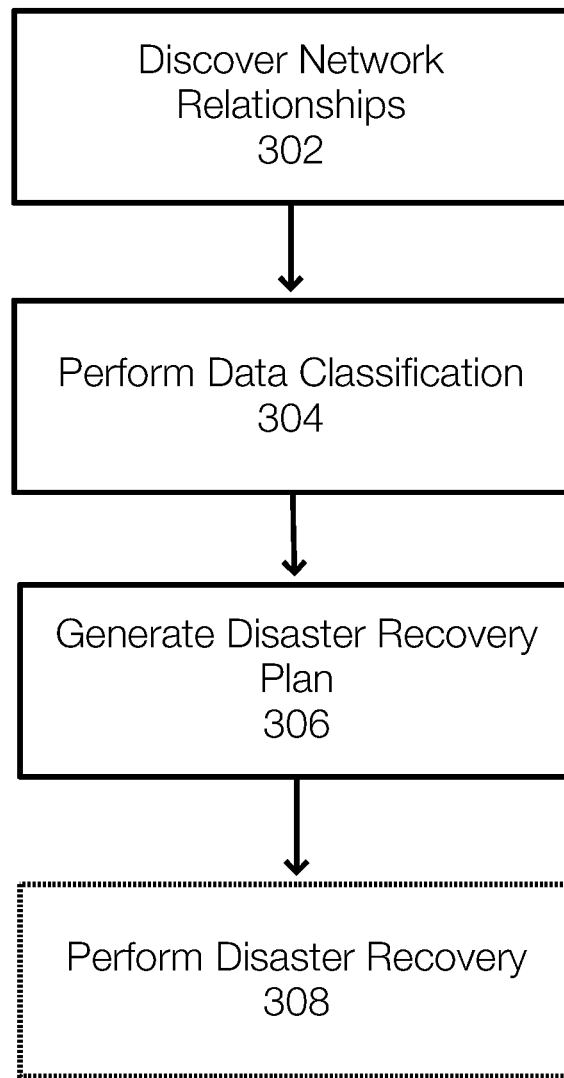 Discover Network
Relationships
302
Perform Data Classification
304
Generate Disaster Recovery
Plan
306
Perform Disaster Recovery
308